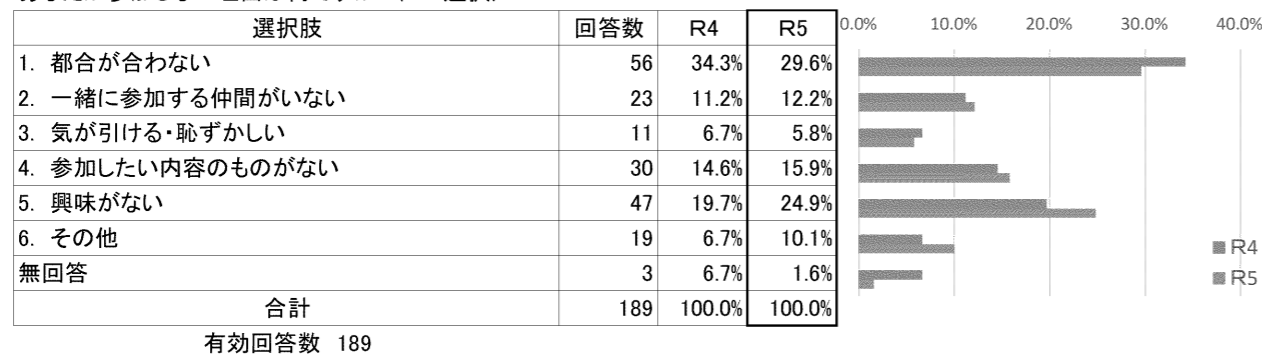 選択肢 回答数 R4 R5
1. 都合が合わない 56 34.3% 29.6%
2. 一緒に参加する仲間がいない 23 11.2% 12.2%
3. 気が引ける・恥ずかしい 11 6.7% 5.8%
4. 参加したい内容のものがない 30 14.6% 15.9%
5. 興味がない 47 19.7% 24.9%
6. その他 19 6.7% 10.1%
無回答 3 6.7% 1.6%
合計 189 100.0% 100.0%
有効回答数 189
0.0% 10.0% 20.0% 30.0% 40.0%
R4
R5